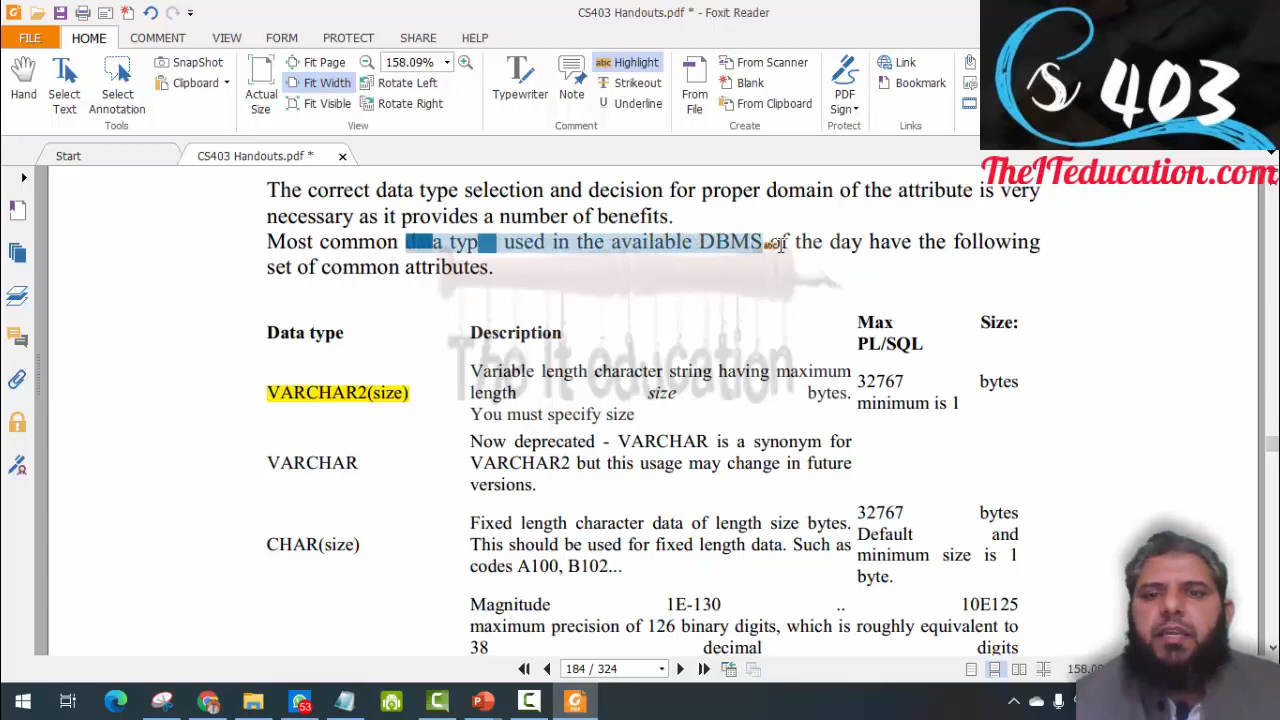 CS403 Handouts.pdf * - Foxit Reader
FILE
HOME
COMMENT
VIEW
FORM
PROTECT
SHARE
HELP
Hand
Select Text
Select Annotation
SnapShot
Clipboard
Tools
Actual Size
Fit Page
Fit Width
Fit Visible
158.09%
Rotate Left
Rotate Right
View
Typewriter
Note
Highlight
Strikeout
Underline
Comment
From File
From Scanner
Blank
From Clipboard
Create
PDF Sign
Protect
Link
Bookmark
Links
CS 403
TheITeducation.com
Start
CS403 Handouts.pdf *
The correct data type selection and decision for proper domain of the attribute is very
necessary as it provides a number of benefits.
Most common data type used in the available DBMS of the day have the following
set of common attributes.
The It education
Data type
Description
Max Size:
PL/SQL
VARCHAR2(size)
Variable length character string having maximum
length size bytes.
You must specify size
32767 bytes
minimum is 1
VARCHAR
Now deprecated - VARCHAR is a synonym for
VARCHAR2 but this usage may change in future
versions.
CHAR(size)
Fixed length character data of length size bytes.
This should be used for fixed length data. Such as
codes A100, B102...
32767 bytes
Default and
minimum size is 1
byte.
Magnitude 1E-130 .. 10E125
maximum precision of 126 binary digits, which is roughly equivalent to
38 decimal digits
184 / 324
158.09
53